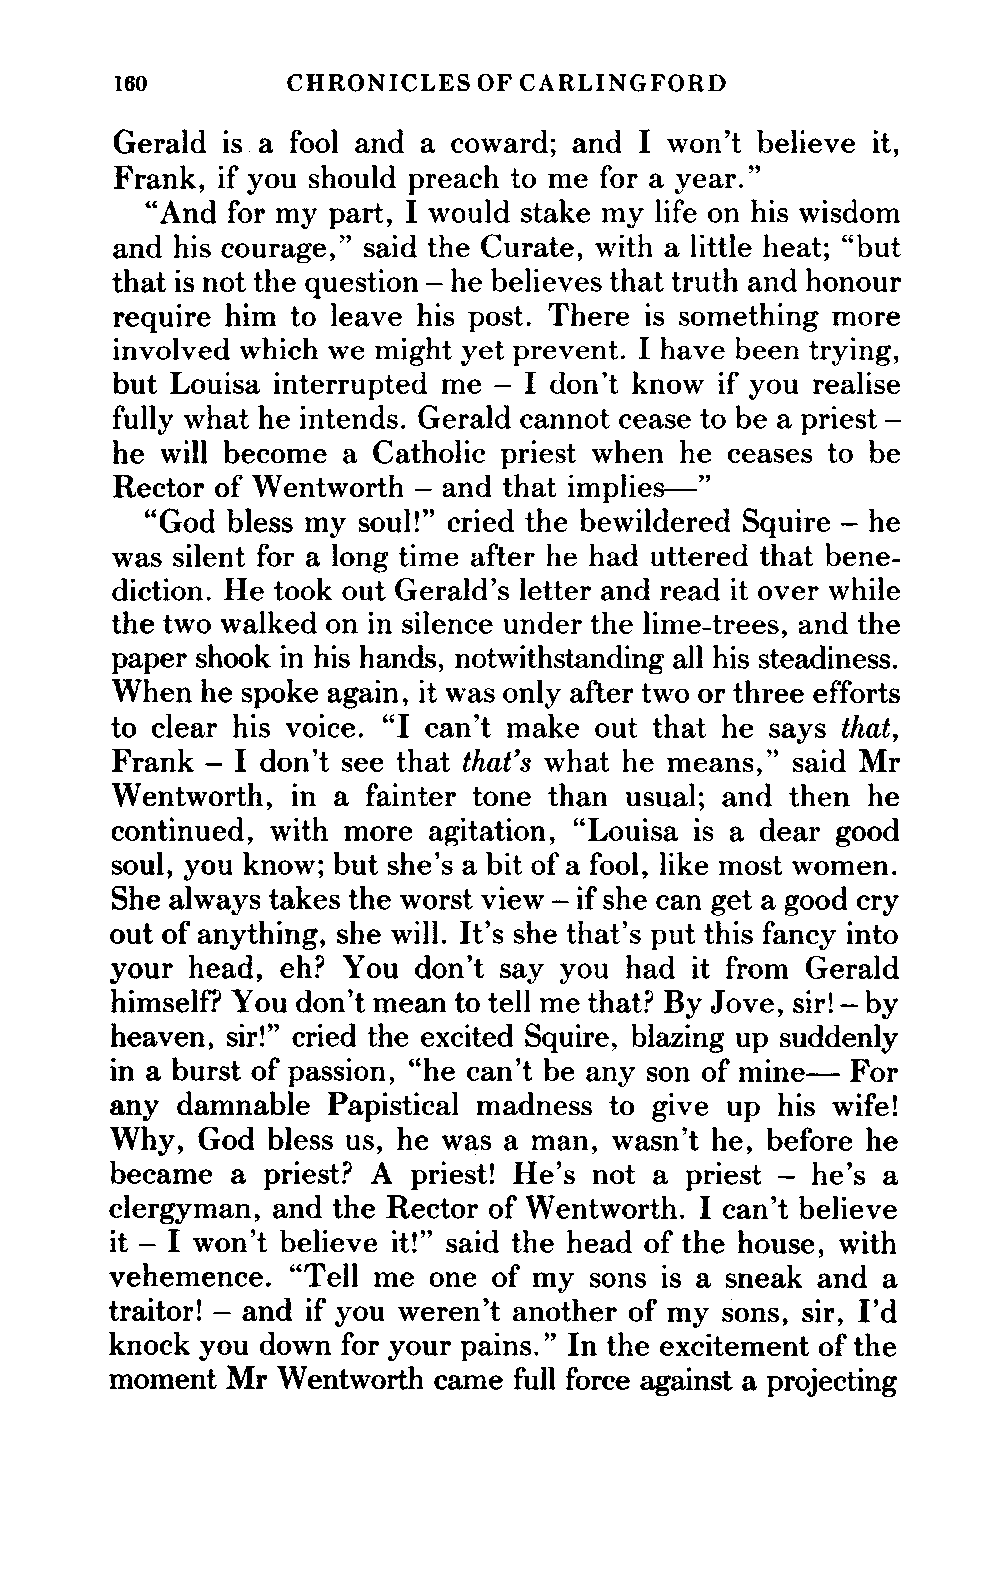 160 CHRONICLES OF CARLINGFORD
Gerald is a fool and a coward; and I won't believe it,
Frank, if you should preach to me for a year.”
“And for my part, I would stake my life on his wisdom
and his courage,” said the Curate, with a little heat; “but
that is not the question – he believes that truth and honour
require him to leave his post. There is something more
involved which we might yet prevent. I have been trying,
but Louisa interrupted me – I don't know if you realise
fully what he intends. Gerald cannot cease to be a priest –
he will become a Catholic priest when he ceases to be
Rector of Wentworth – and that implies—”
“God bless my soul!” cried the bewildered Squire – he
was silent for a long time after he had uttered that bene-
diction. He took out Gerald's letter and read it over while
the two walked on in silence under the lime-trees, and the
paper shook in his hands, notwithstanding all his steadiness.
When he spoke again, it was only after two or three efforts
to clear his voice. “I can't make out that he says that,
Frank – I don't see that that's what he means,” said Mr
Wentworth, in a fainter tone than usual; and then he
continued, with more agitation, “Louisa is a dear good
soul, you know; but she's a bit of a fool, like most women.
She always takes the worst view – if she can get a good cry
out of anything, she will. It's she that's put this fancy into
your head, eh? You don't say you had it from Gerald
himself? You don't mean to tell me that? By Jove, sir! – by
heaven, sir!” cried the excited Squire, blazing up suddenly
in a burst of passion, “he can't be any son of mine— For
any damnable Papistical madness to give up his wife!
Why, God bless us, he was a man, wasn't he, before he
became a priest? A priest! He's not a priest – he's a
clergyman, and the Rector of Wentworth. I can't believe
it – I won't believe it!” said the head of the house, with
vehemence. “Tell me one of my sons is a sneak and a
traitor! – and if you weren't another of my sons, sir, I'd
knock you down for your pains.” In the excitement of the
moment Mr Wentworth came full force against a projecting